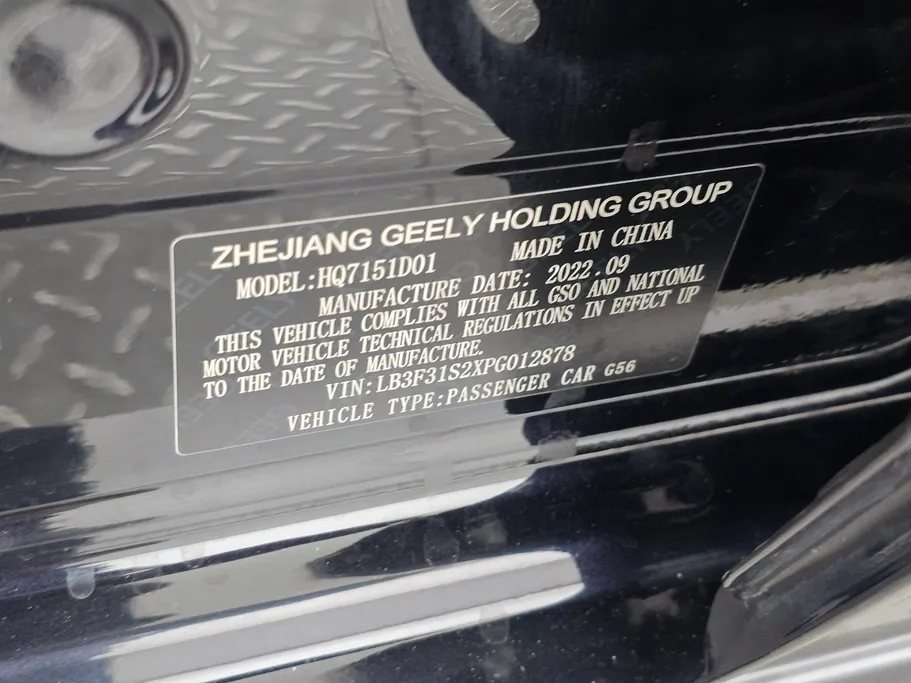 ZHEJIANG GEELY HOLDING GROUP
MODEL:HQ7151D01 MADE IN CHINA
MANUFACTURE DATE: 2022.09
THIS VEHICLE COMPLIES WITH ALL GSO AND NATIONAL
MOTOR VEHICLE TECHNICAL REGULATIONS IN EFFECT UP
TO THE DATE OF MANUFACTURE.
VIN:LB3F31S2XPG012878
VEHICLE TYPE:PASSENGER CAR G56